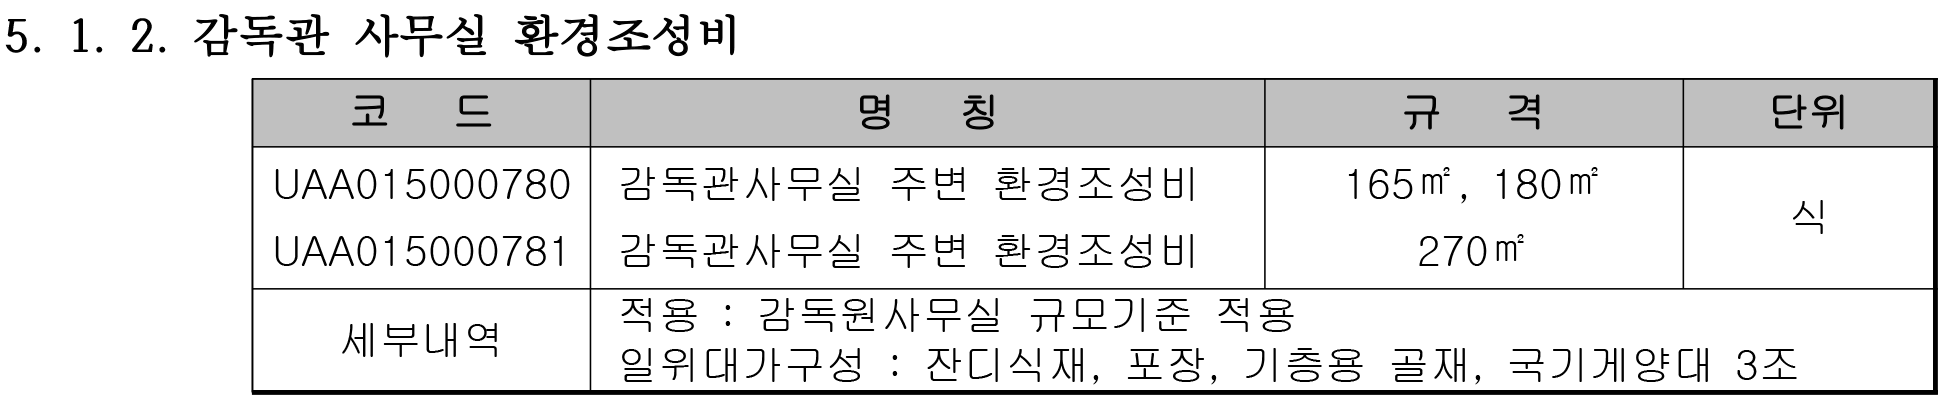 5. 1. 2. 감독관 사무실 환경조성비
코 드 명 칭 규 격 단위
UAA015000780 감독관사무실 주변 환경조성비 165㎡, 180㎡
식
UAA015000781 감독관사무실 주변 환경조성비 270㎡
세부내역
적용 : 감독원사무실 규모기준 적용
일위대가구성 : 잔디식재, 포장, 기층용 골재, 국기게양대 3조